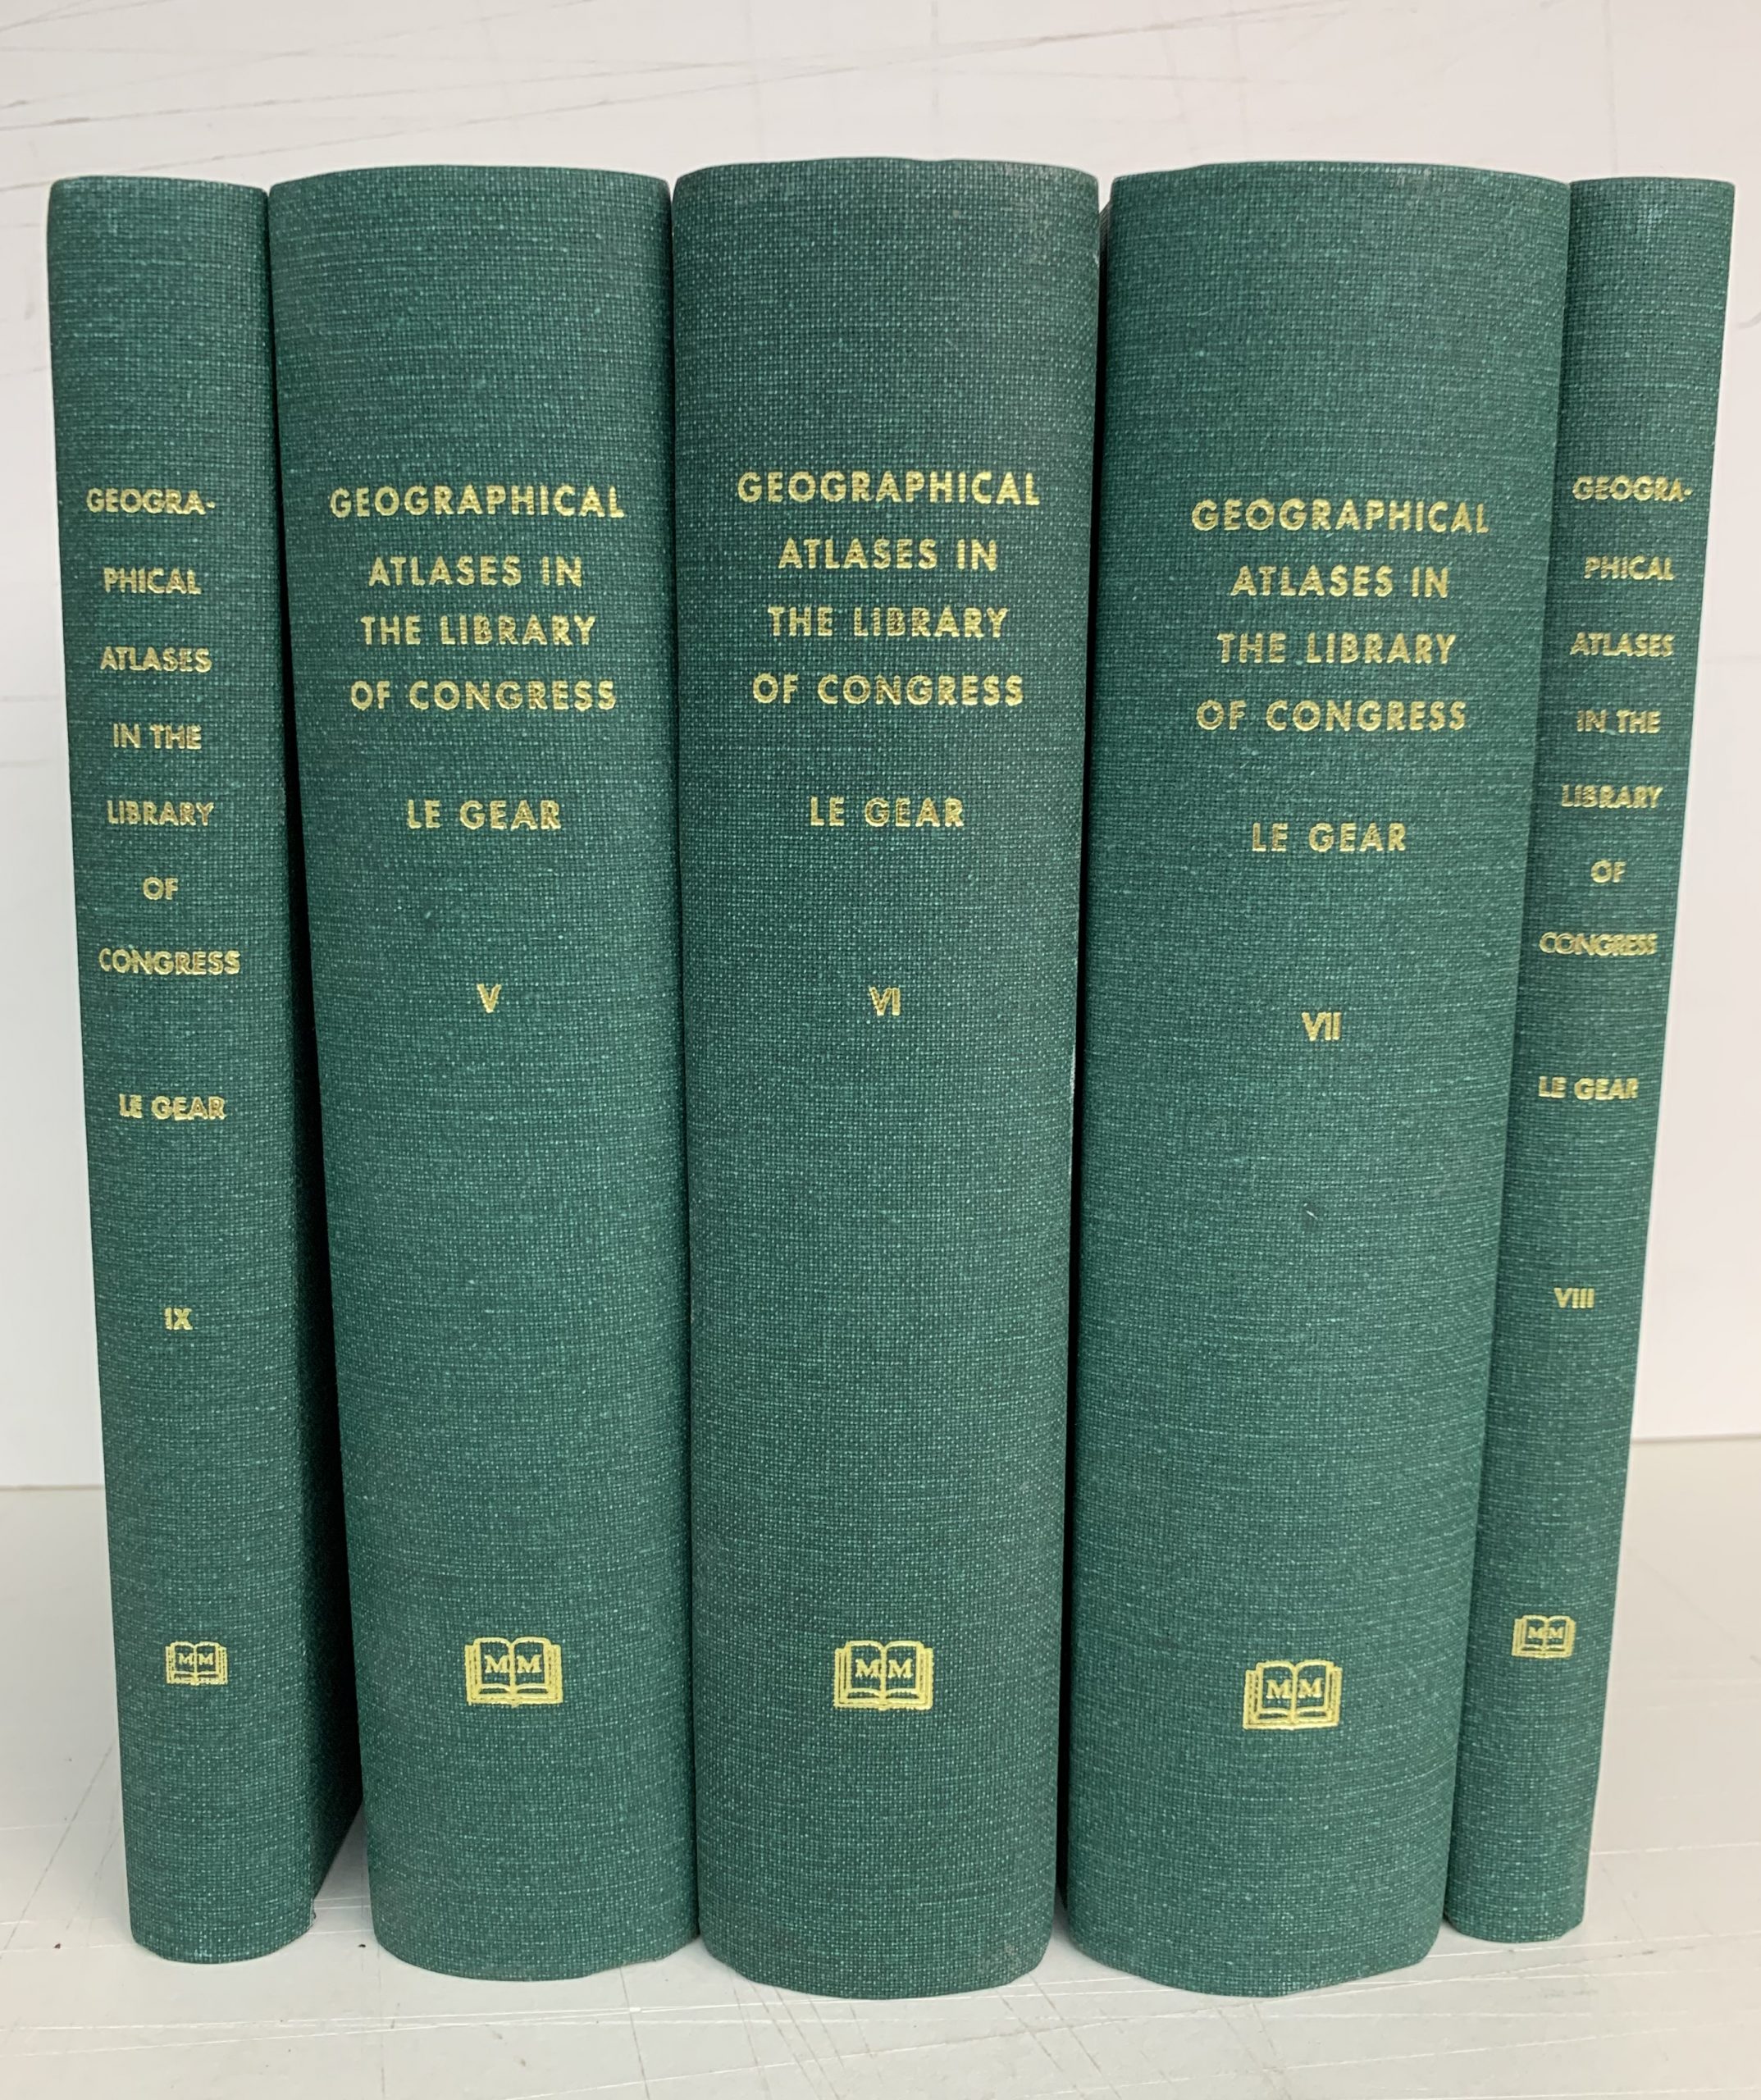 GEOGRA-
PHICAL
ATLASES
IN THE
LIBRARY
OF
CONGRESS
LE GEAR
IX
MM
GEOGRAPHICAL
ATLASES IN
THE LIBRARY
OF CONGRESS
LE GEAR
V
MM
GEOGRAPHICAL
ATLASES IN
THE LIBRARY
OF CONGRESS
LE GEAR
VI
MM
GEOGRAPHICAL
ATLASES IN
THE LIBRARY
OF CONGRESS
LE GEAR
VII
MM
GEOGRA-
PHICAL
ATLASES
IN THE
LIBRARY
OF
CONGRESS
LE GEAR
VIII
MM